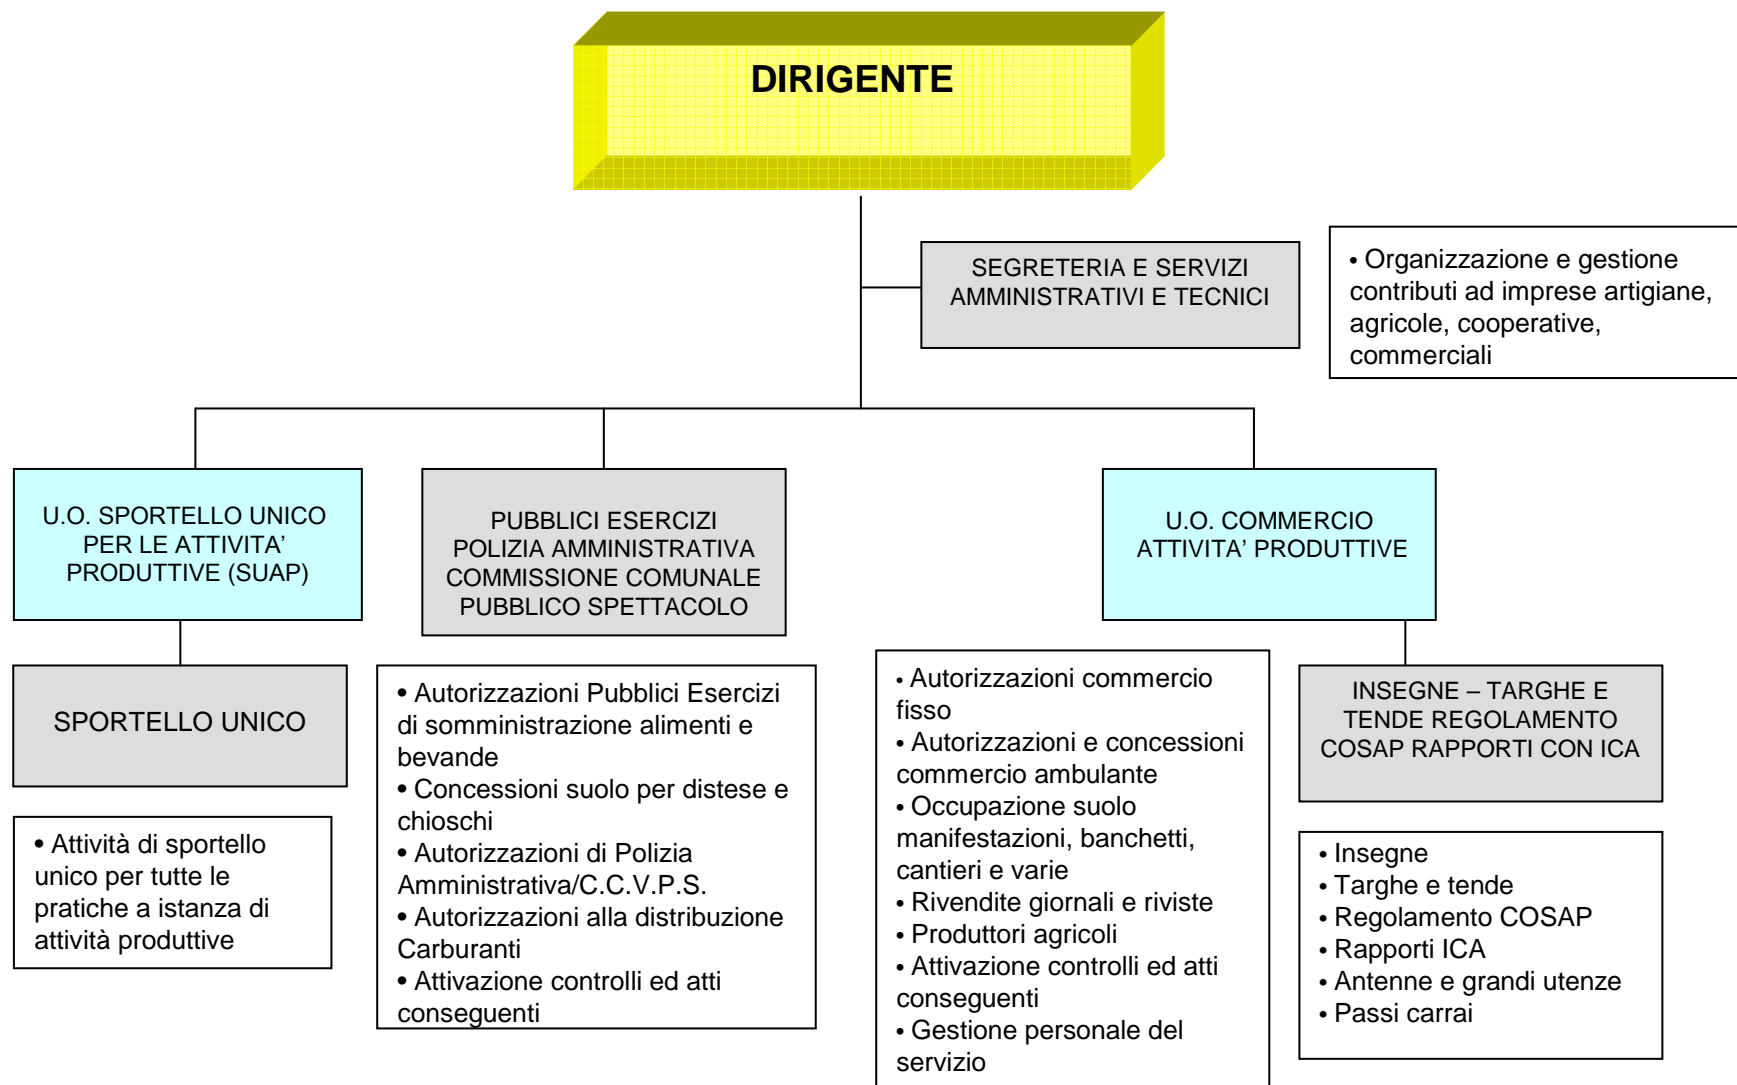 DIRIGENTE
SEGRETERIA E SERVIZI
AMMINISTRATIVI E TECNICI
• Organizzazione e gestione
contributi ad imprese artigiane,
agricole, cooperative,
commerciali
U.O. SPORTELLO UNICO
PER LE ATTIVITA’
PRODUTTIVE (SUAP)
PUBBLICI ESERCIZI
POLIZIA AMMINISTRATIVA
COMMISSIONE COMUNALE
PUBBLICO SPETTACOLO
U.O. COMMERCIO
ATTIVITA’ PRODUTTIVE
SPORTELLO UNICO
• Attività di sportello
unico per tutte le
pratiche a istanza di
attività produttive
• Autorizzazioni Pubblici Esercizi
di somministrazione alimenti e
bevande
• Concessioni suolo per distese e
chioschi
• Autorizzazioni di Polizia
Amministrativa/C.C.V.P.S.
• Autorizzazioni alla distribuzione
Carburanti
• Attivazione controlli ed atti
conseguenti
• Autorizzazioni commercio
fisso
• Autorizzazioni e concessioni
commercio ambulante
• Occupazione suolo
manifestazioni, banchetti,
cantieri e varie
• Rivendite giornali e riviste
• Produttori agricoli
• Attivazione controlli ed atti
conseguenti
• Gestione personale del
servizio
INSEGNE – TARGHE E
TENDE REGOLAMENTO
COSAP RAPPORTI CON ICA
• Insegne
• Targhe e tende
• Regolamento COSAP
• Rapporti ICA
• Antenne e grandi utenze
• Passi carrai